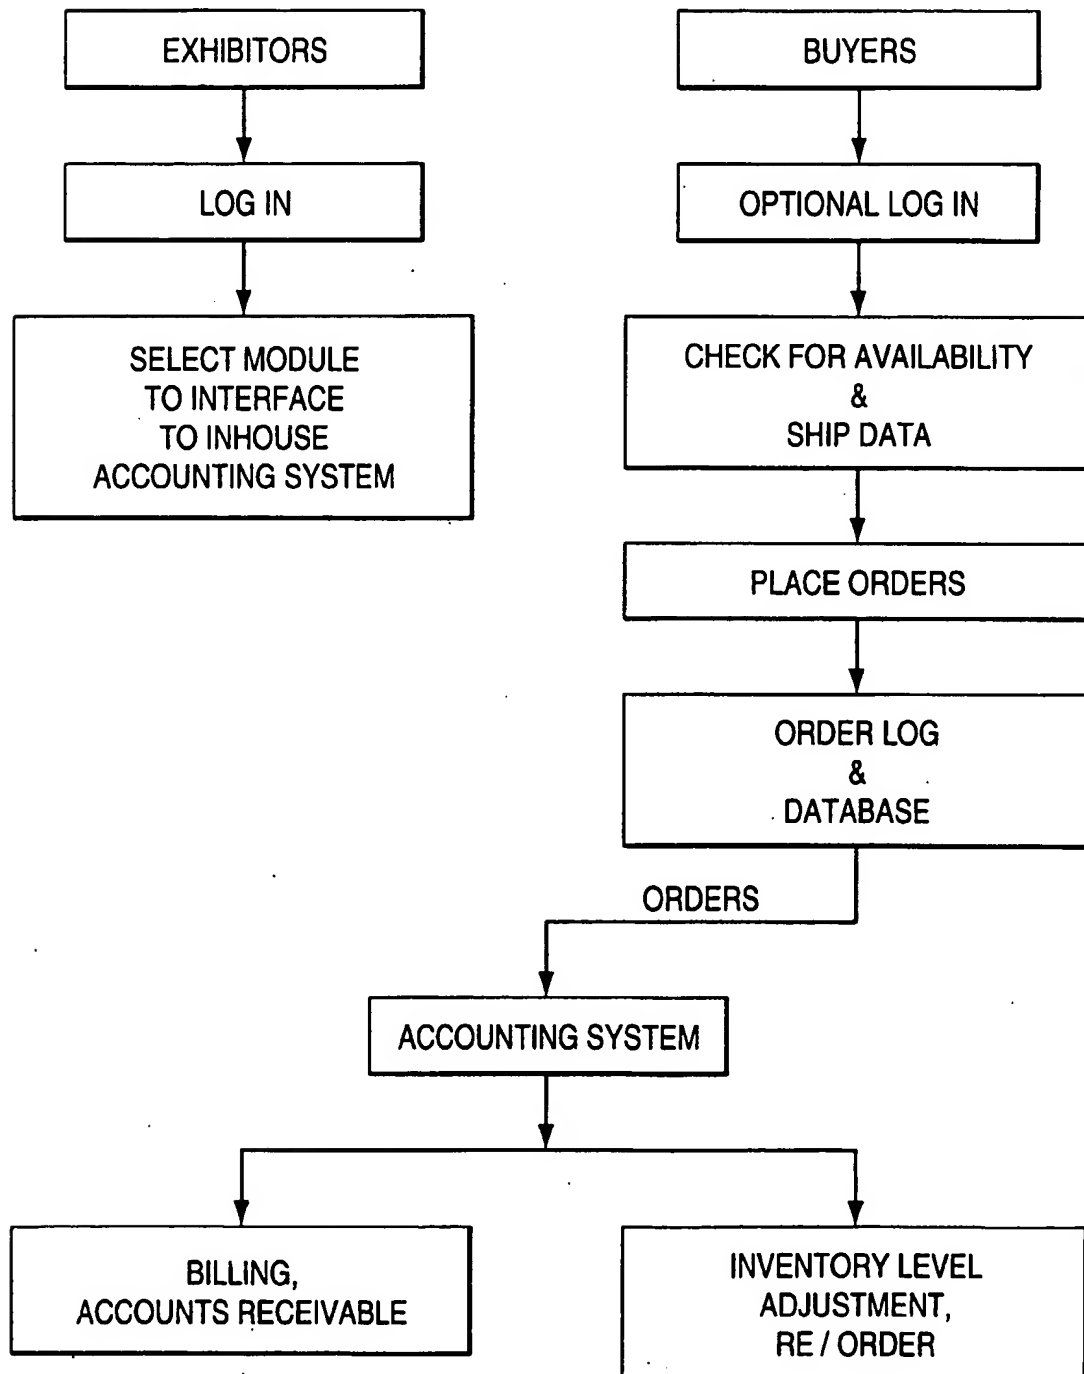 EXHIBITORS
LOG IN
SELECT MODULE
TO INTERFACE
TO INHOUSE
ACCOUNTING SYSTEM
BUYERS
OPTIONAL LOG IN
CHECK FOR AVAILABILITY
&
SHIP DATA
PLACE ORDERS
ORDER LOG
&
DATABASE
ORDERS
ACCOUNTING SYSTEM
BILLING,
ACCOUNTS RECEIVABLE
INVENTORY LEVEL
ADJUSTMENT,
RE / ORDER